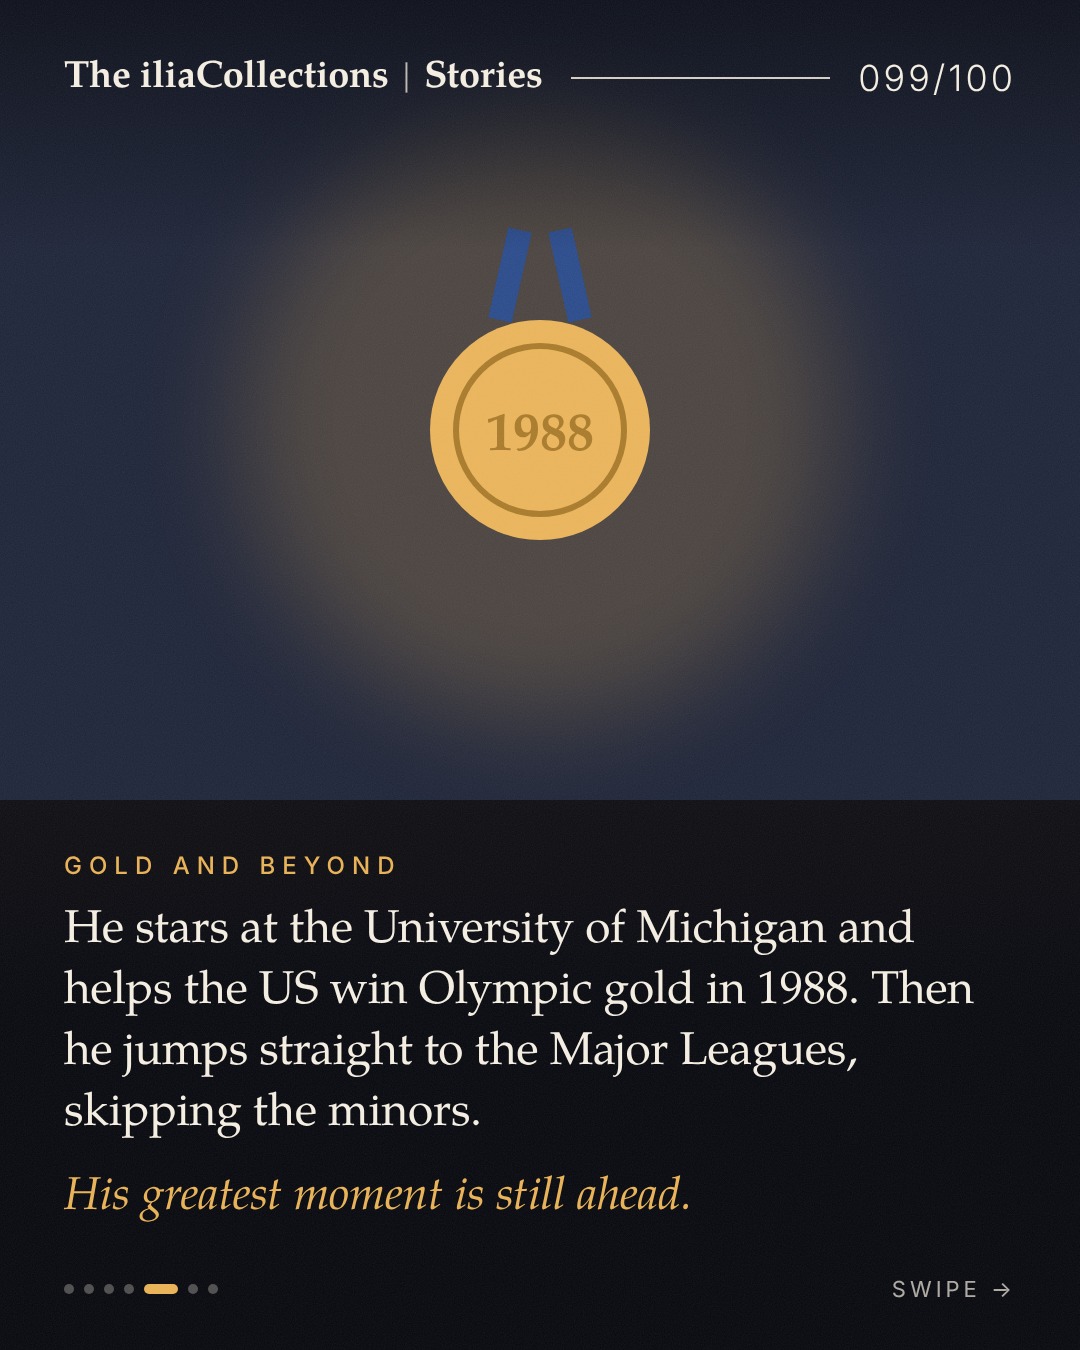 The iliaCollections | Stories 099/100
1988
GOLD AND BEYOND
He stars at the University of Michigan and
helps the US win Olympic gold in 1988. Then
he jumps straight to the Major Leagues,
skipping the minors.
His greatest moment is still ahead.
SWIPE →